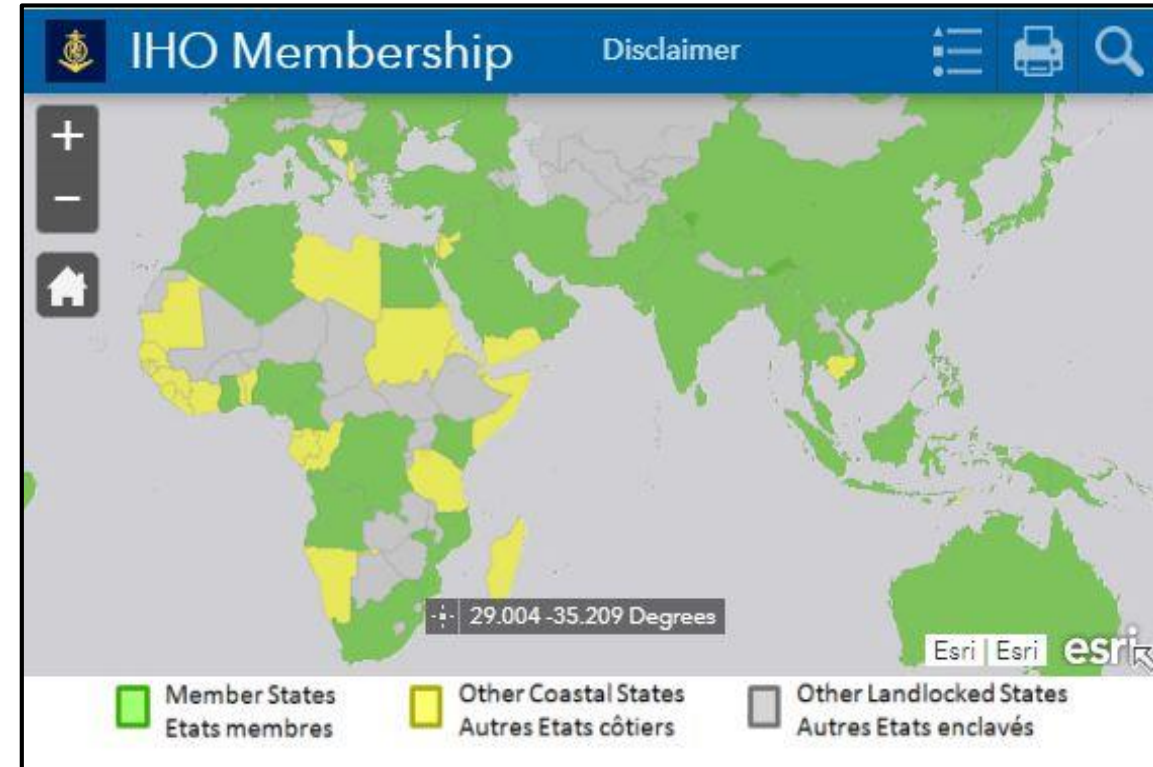 IHO Membership Disclaimer
+
−
29.004 -35.209 Degrees
Esri | Esri esri
Member States
Etats membres
Other Coastal States
Autres Etats côtiers
Other Landlocked States
Autres Etats enclavés